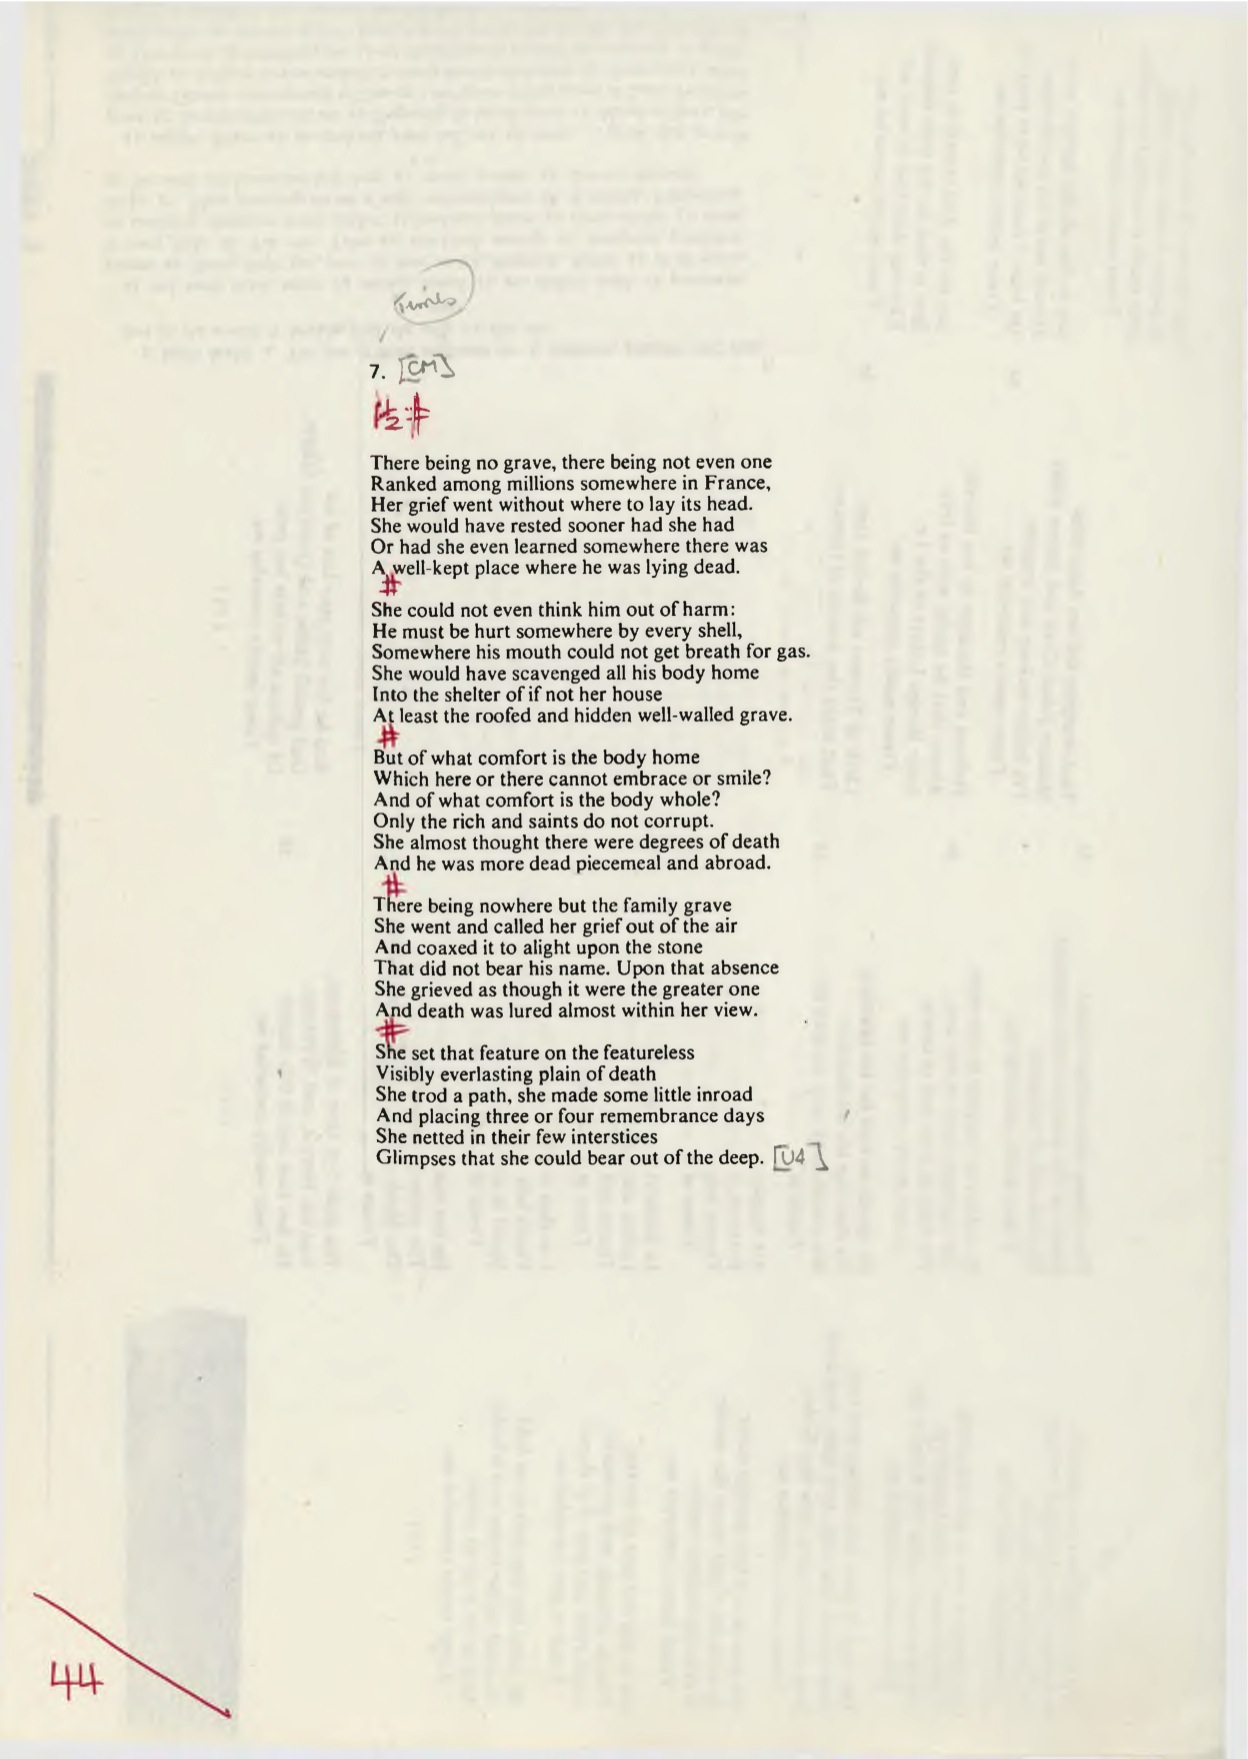 Times
7. [CM]
1½ #
There being no grave, there being not even one
Ranked among millions somewhere in France,
Her grief went without where to lay its head.
She would have rested sooner had she had
Or had she even learned somewhere there was
A well-kept place where he was lying dead.
#
She could not even think him out of harm:
He must be hurt somewhere by every shell,
Somewhere his mouth could not get breath for gas.
She would have scavenged all his body home
Into the shelter of if not her house
At least the roofed and hidden well-walled grave.
#
But of what comfort is the body home
Which here or there cannot embrace or smile?
And of what comfort is the body whole?
Only the rich and saints do not corrupt.
She almost thought there were degrees of death
And he was more dead piecemeal and abroad.
#
There being nowhere but the family grave
She went and called her grief out of the air
And coaxed it to alight upon the stone
That did not bear his name. Upon that absence
She grieved as though it were the greater one
And death was lured almost within her view.
#
She set that feature on the featureless
Visibly everlasting plain of death
She trod a path, she made some little inroad
And placing three or four remembrance days
She netted in their few interstices
Glimpses that she could bear out of the deep. [U4]
44